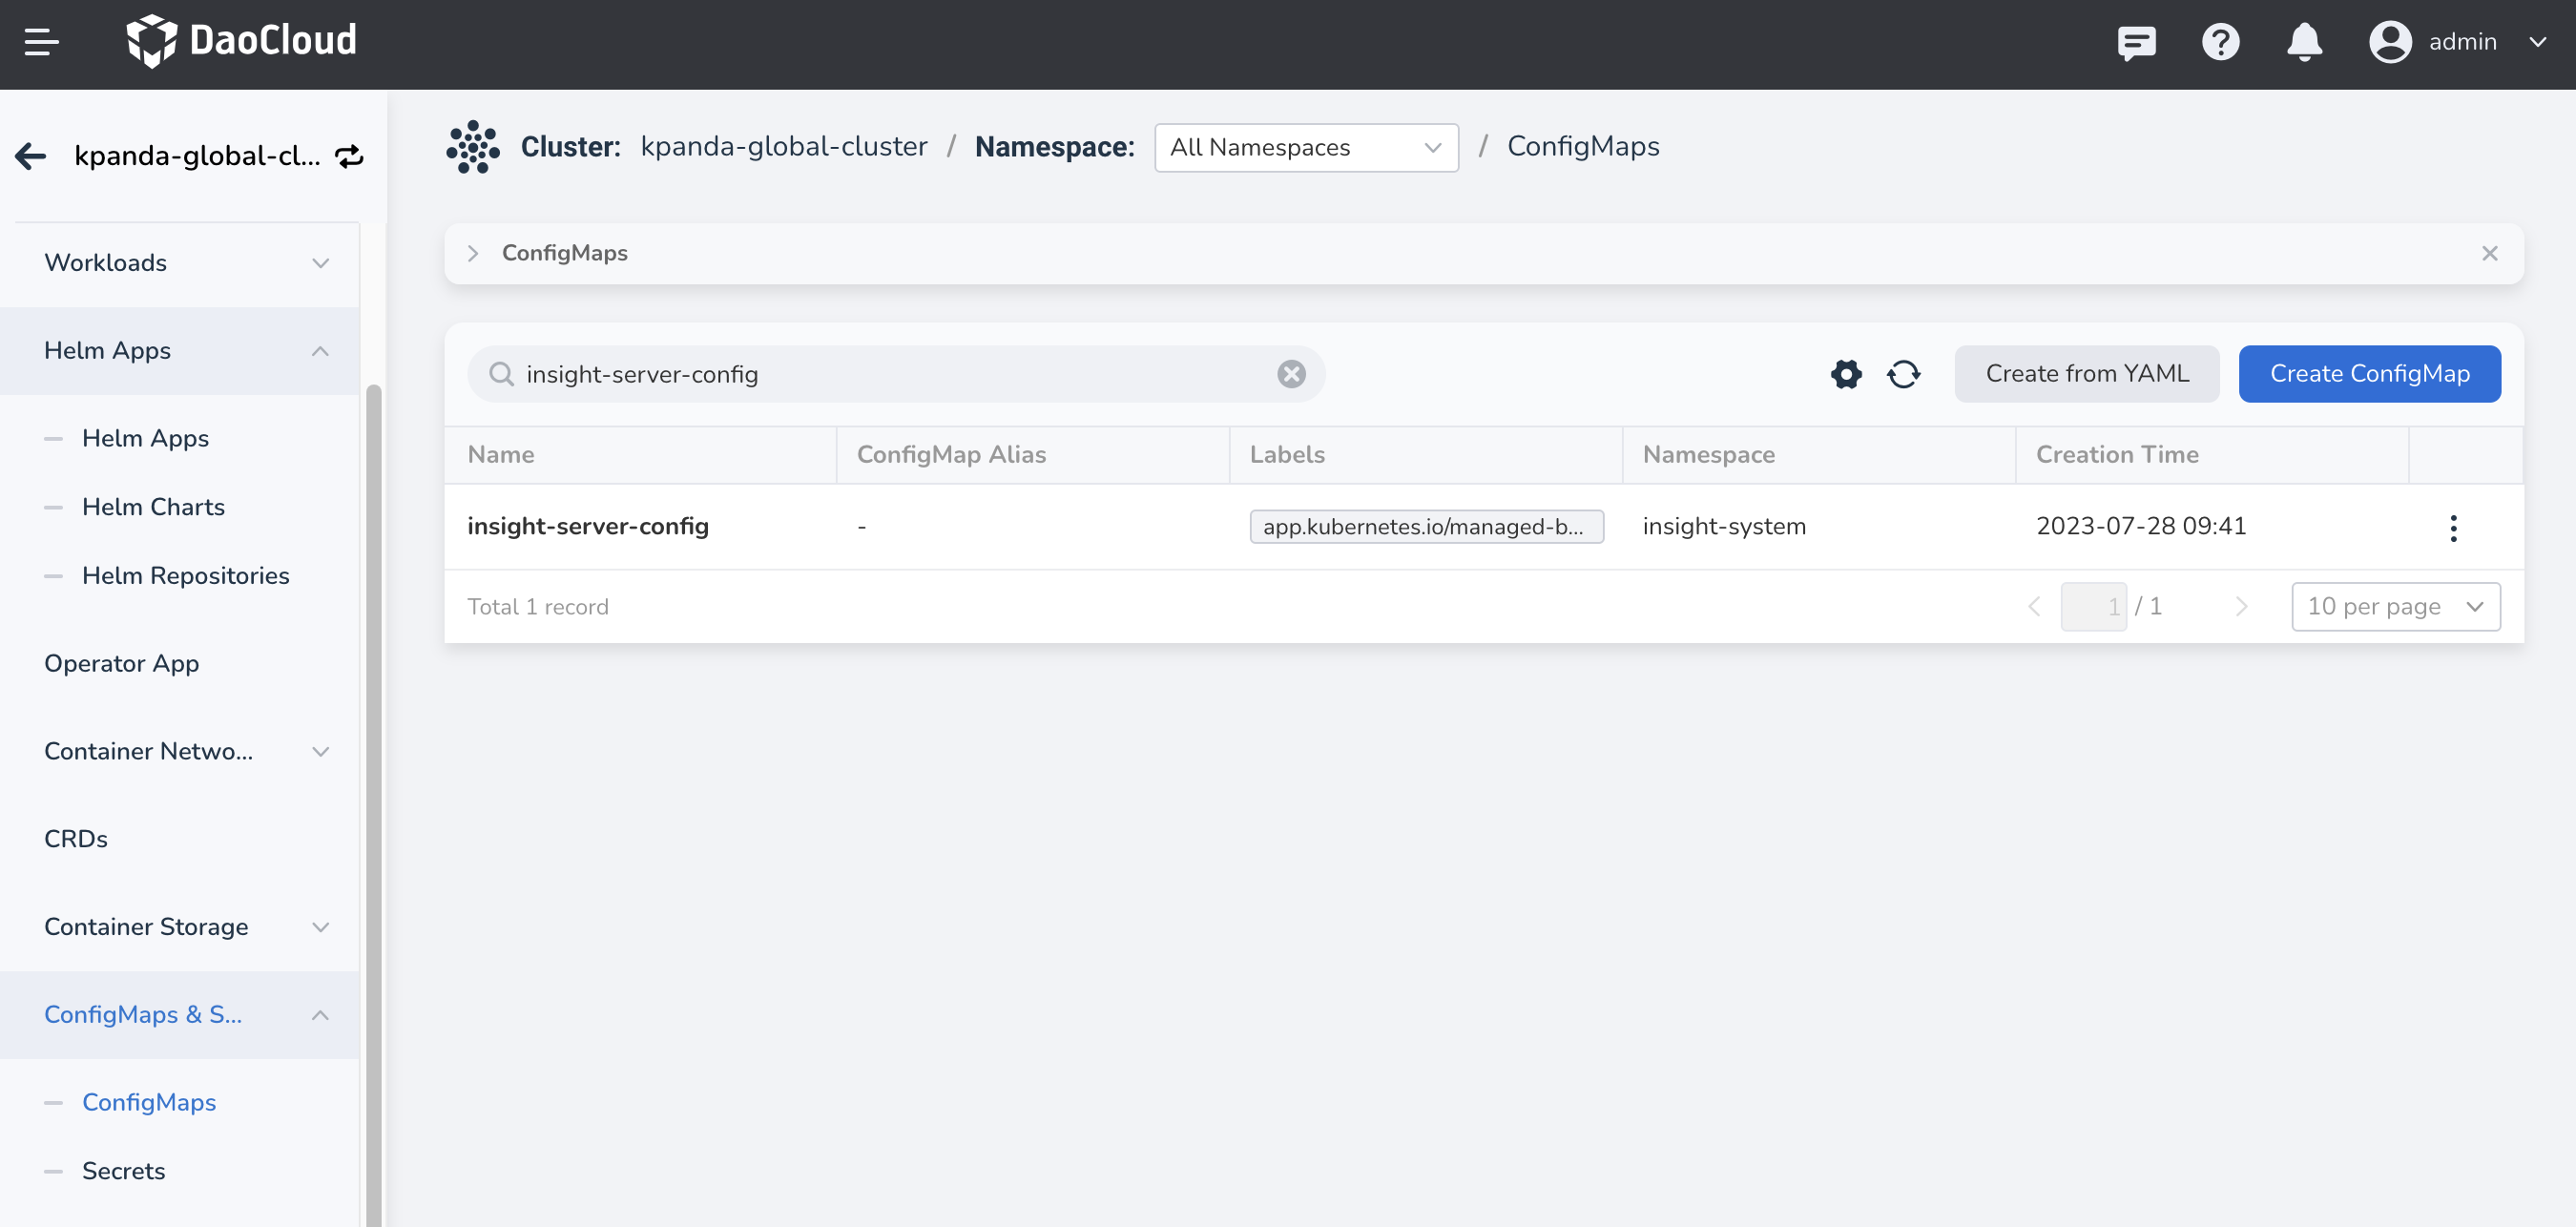 DaoCloud
admin
kpanda-global-cl...
Cluster: kpanda-global-cluster / Namespace: All Namespaces / ConfigMaps
Workloads
Helm Apps
Helm Apps
Helm Charts
Helm Repositories
Operator App
Container Netwo...
CRDs
Container Storage
ConfigMaps & S...
ConfigMaps
Secrets
ConfigMaps
insight-server-config
Create from YAML
Create ConfigMap
Name ConfigMap Alias Labels Namespace Creation Time
insight-server-config - app.kubernetes.io/managed-b... insight-system 2023-07-28 09:41
Total 1 record
1 / 1
10 per page